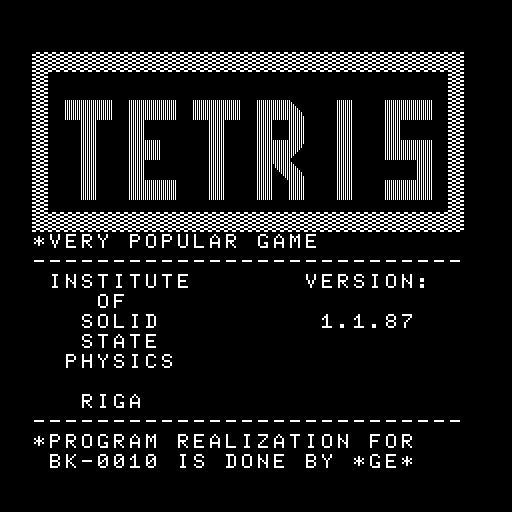 TETRIS
*VERY POPULAR GAME
---------------------------
INSTITUTE VERSION:
OF
SOLID 1.1.87
STATE
PHYSICS
RIGA
---------------------------
*PROGRAM REALIZATION FOR
BK-0010 IS DONE BY *GE*